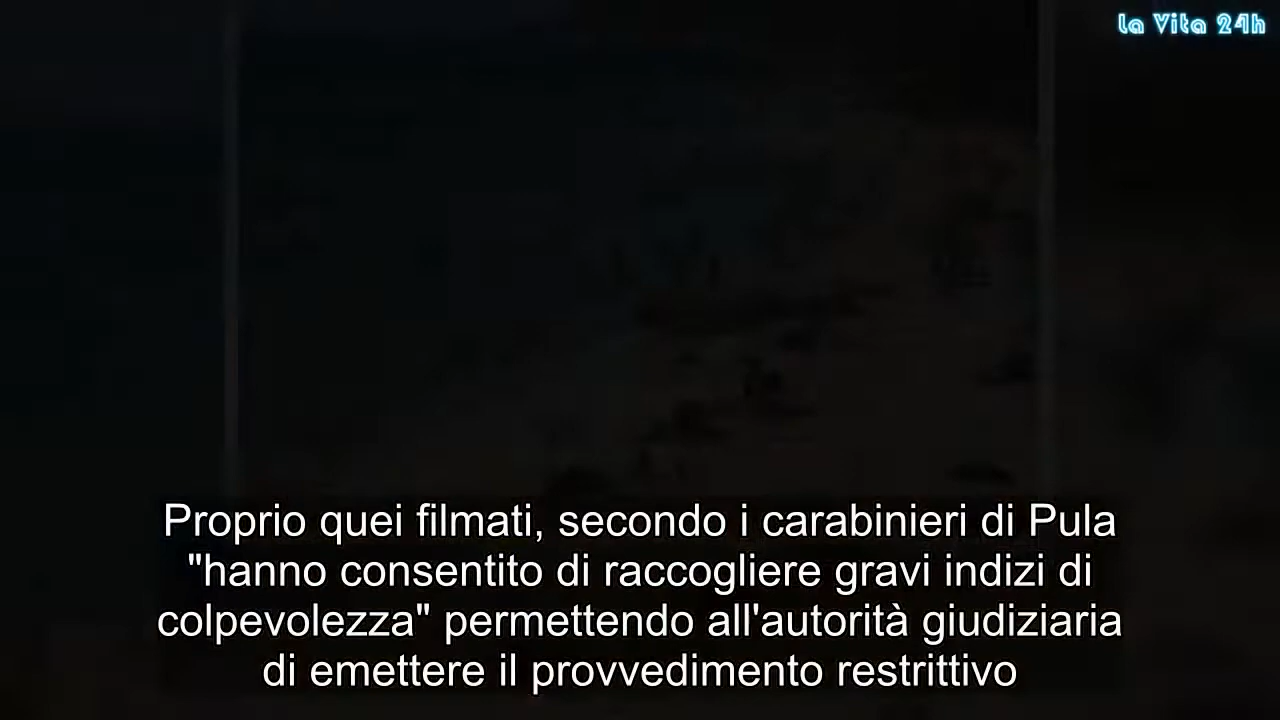 la Vita 24h
Proprio quei filmati, secondo i carabinieri di Pula
"hanno consentito di raccogliere gravi indizi di
colpevolezza" permettendo all'autorità giudiziaria
di emettere il provvedimento restrittivo